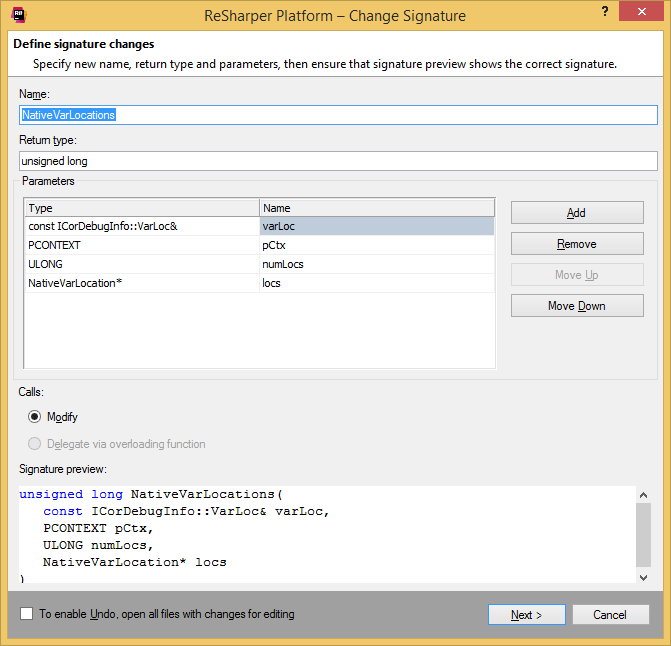 ReSharper Platform – Change Signature
?
Define signature changes
Specify new name, return type and parameters, then ensure that signature preview shows the correct signature.
Name:
NativeVarLocations
Return type:
unsigned long
Parameters
Type Name
const ICorDebugInfo::VarLoc& varLoc
PCONTEXT pCtx
ULONG numLocs
NativeVarLocation* locs
Add
Remove
Move Up
Move Down
Calls:
Modify
Delegate via overloading function
Signature preview:
unsigned long NativeVarLocations(
const ICorDebugInfo::VarLoc& varLoc,
PCONTEXT pCtx,
ULONG numLocs,
NativeVarLocation* locs
)
To enable Undo, open all files with changes for editing
Next >
Cancel